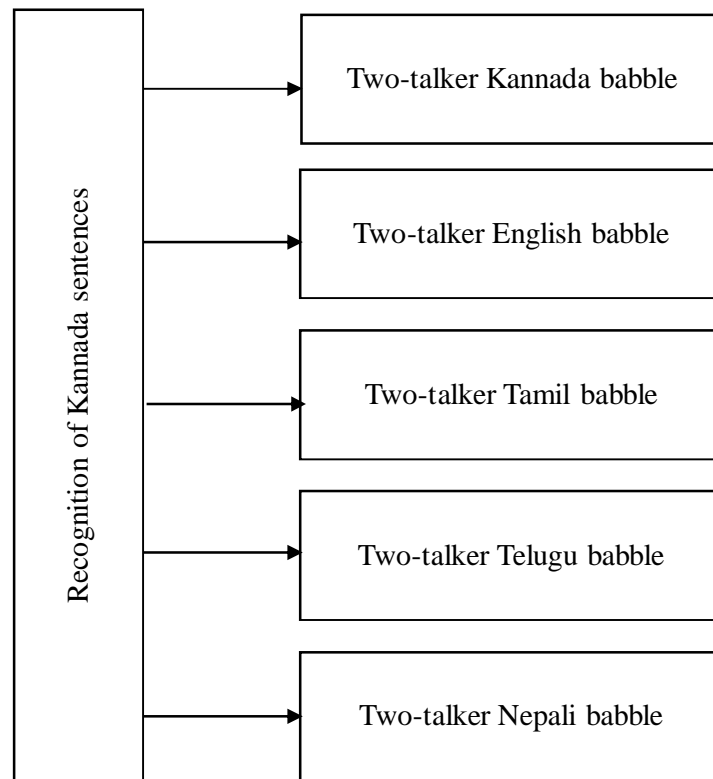 Recognition of Kannada sentences
Two-talker Kannada babble
Two-talker English babble
Two-talker Tamil babble
Two-talker Telugu babble
Two-talker Nepali babble